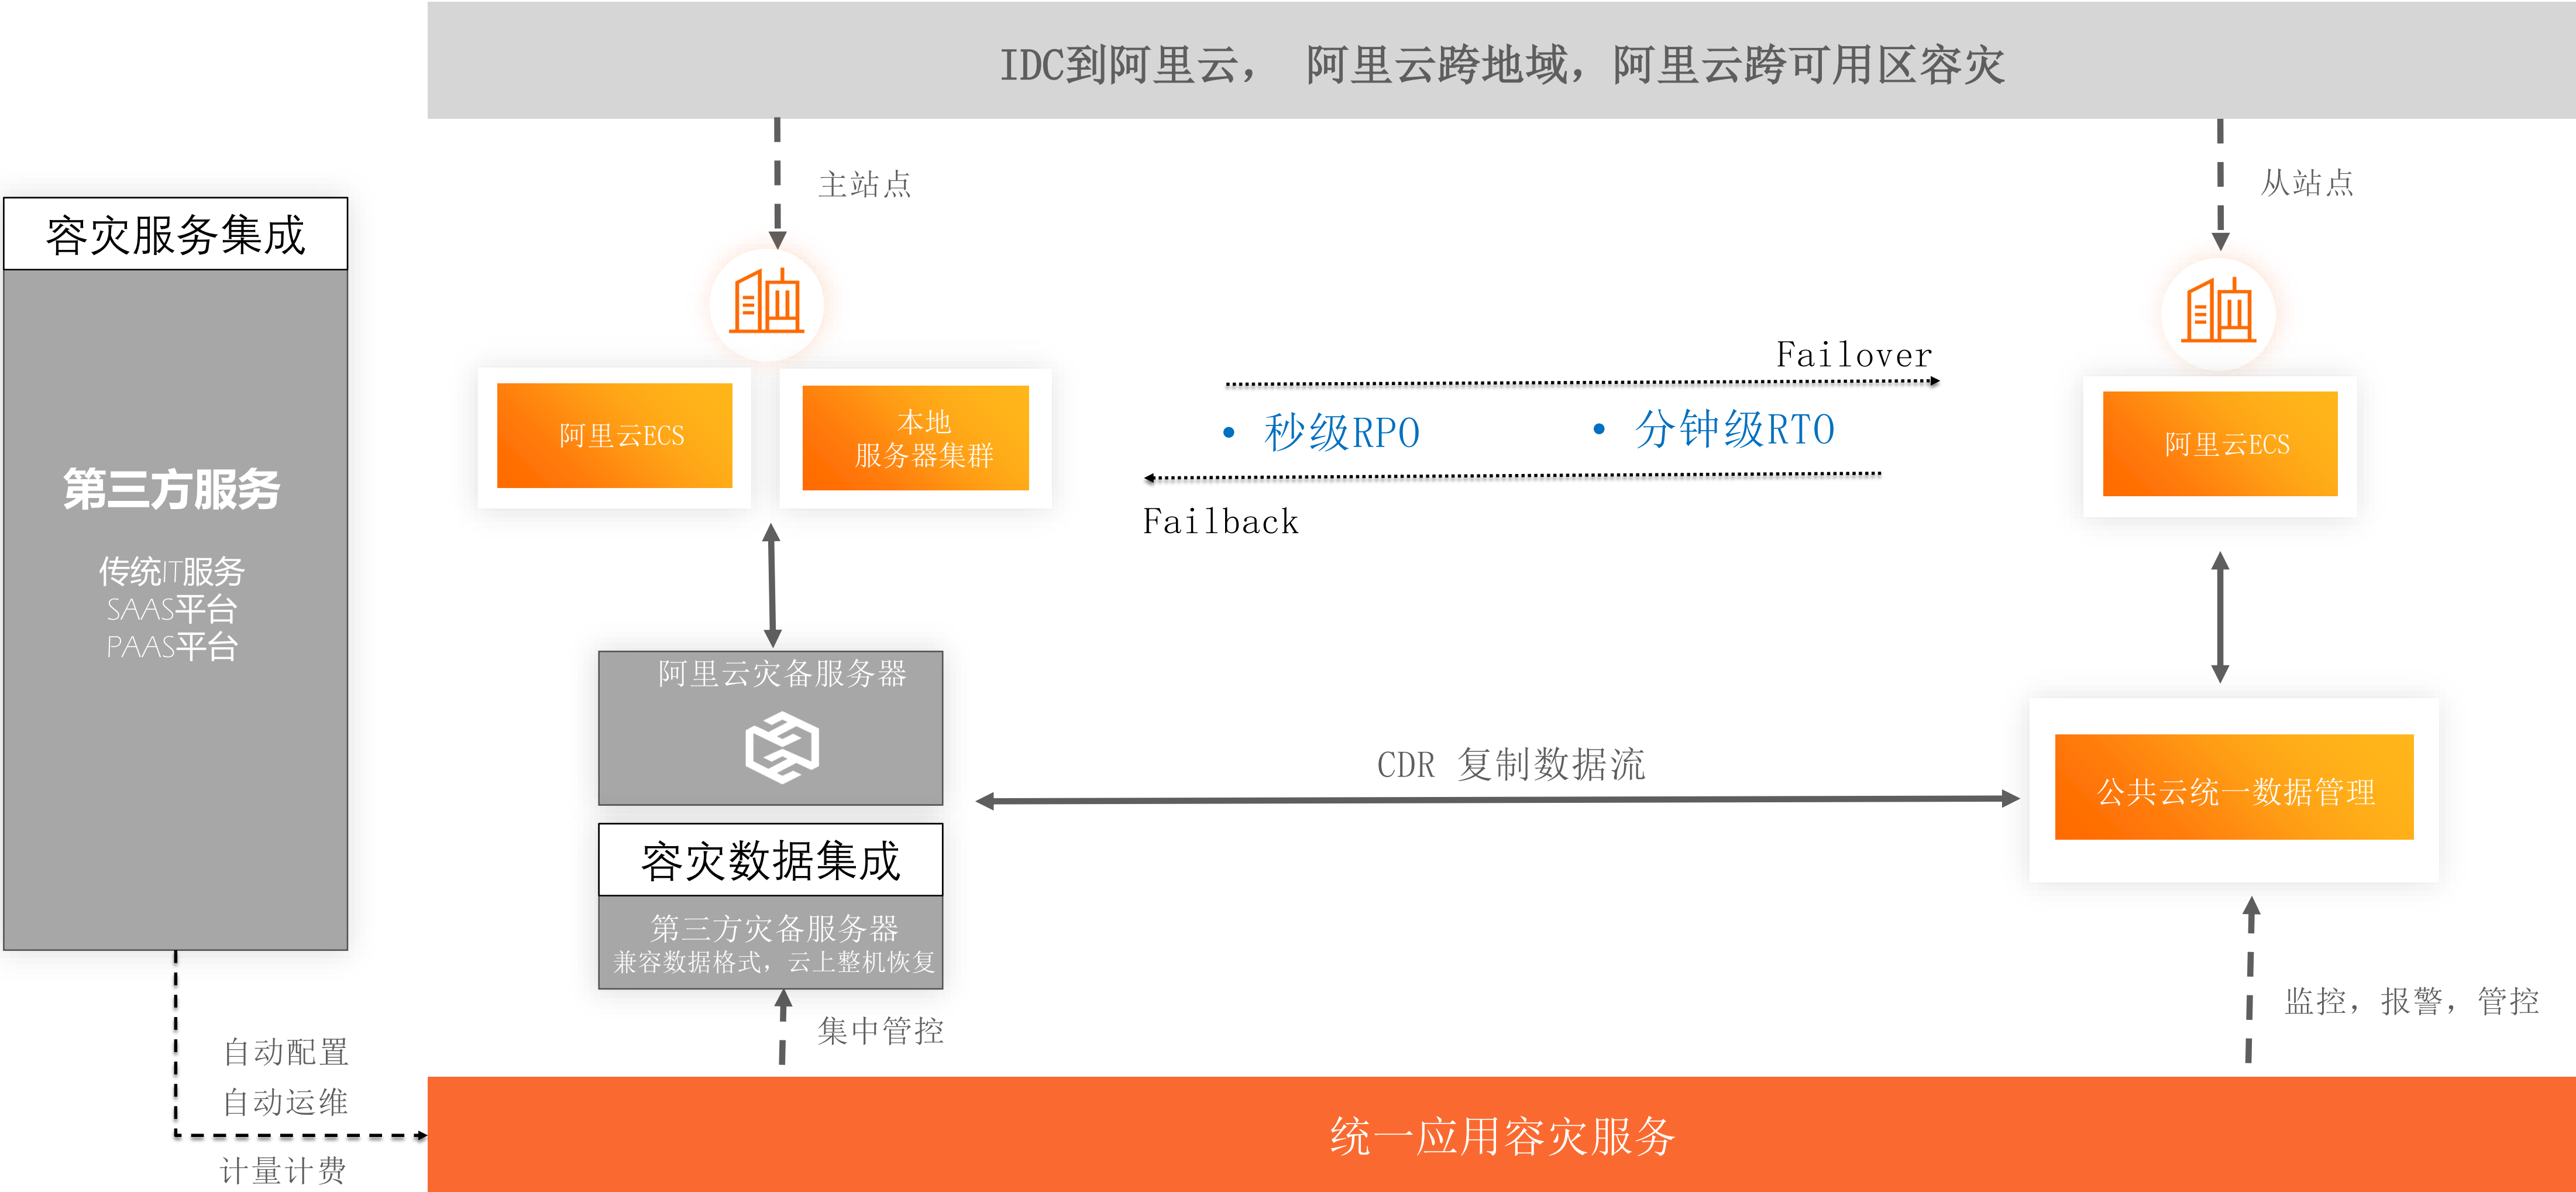 IDC到阿里云， 阿里云跨地域，阿里云跨可用区容灾
主站点
从站点
容灾服务集成
第三方服务
传统IT服务
SAAS平台
PAAS平台
阿里云ECS
本地
服务器集群
Failover
• 秒级RPO
• 分钟级RTO
Failback
阿里云ECS
阿里云灾备服务器
CDR 复制数据流
公共云统一数据管理
容灾数据集成
第三方灾备服务器
兼容数据格式，云上整机恢复
集中管控
监控，报警，管控
自动配置
自动运维
计量计费
统一应用容灾服务